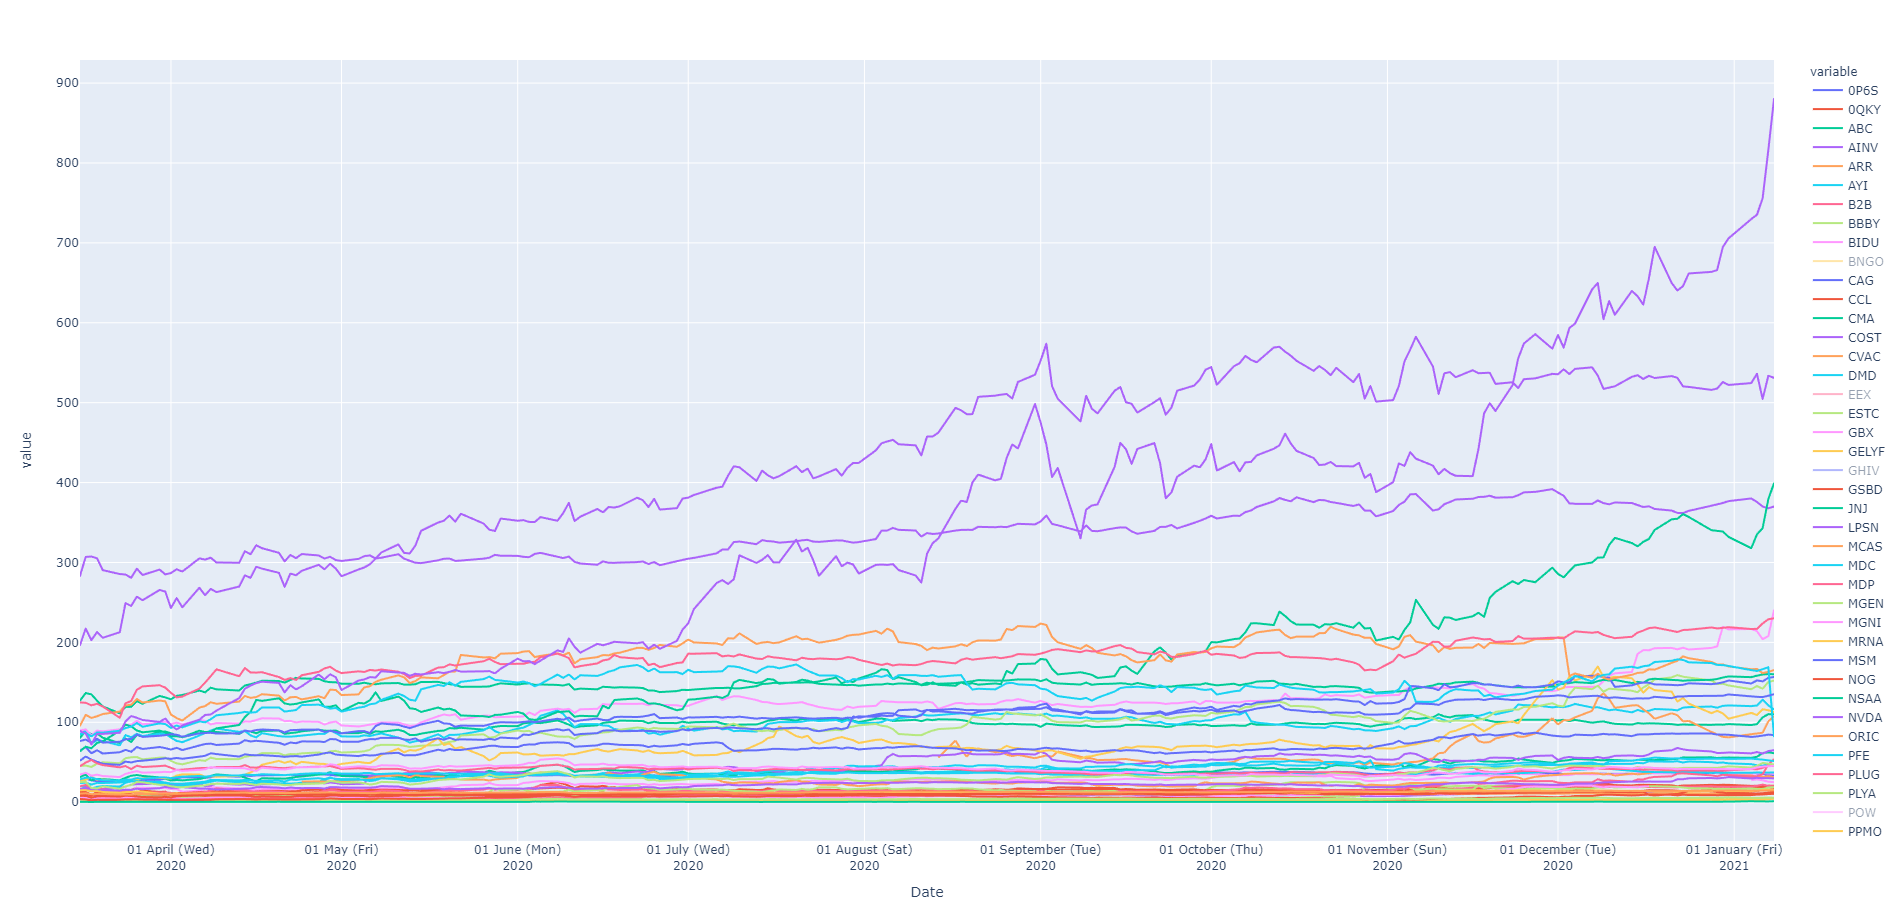 variable
0P6S
0QKY
ABC
AINV
ARR
AYI
B2B
BBBY
BIDU
BNGO
CAG
CCL
CMA
COST
CVAC
DMD
EEX
ESTC
GBX
GELYF
GHIV
GSBD
JNJ
LPSN
MCAS
MDC
MDP
MGEN
MGNI
MRNA
MSM
NOG
NSAA
NVDA
ORIC
PFE
PLUG
PLYA
POW
PPMO
900
800
700
600
500
400
300
200
100
0
value
01 April (Wed)
2020
01 May (Fri)
2020
01 June (Mon)
2020
01 July (Wed)
2020
01 August (Sat)
2020
01 September (Tue)
2020
01 October (Thu)
2020
01 November (Sun)
2020
01 December (Tue)
2020
01 January (Fri)
2021
Date